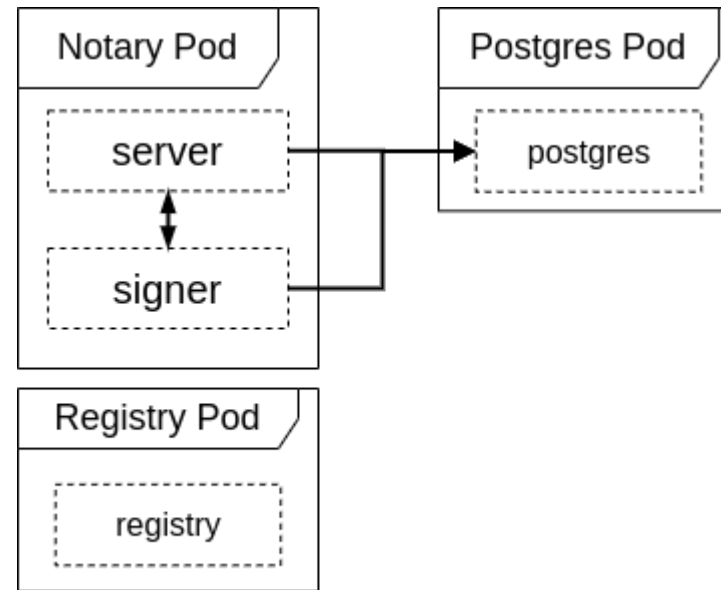 Notary Pod
server
signer
Postgres Pod
postgres
Registry Pod
registry